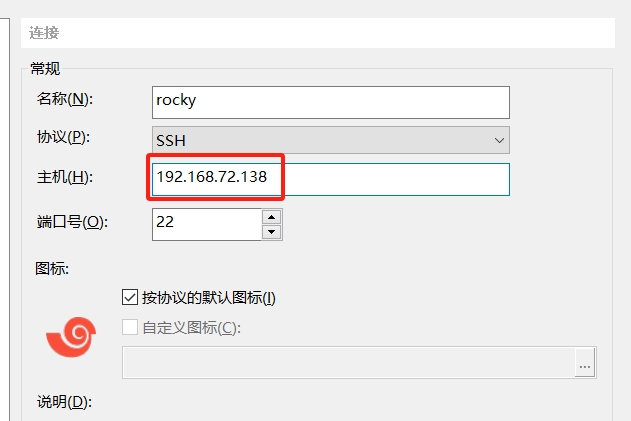 连接
常规
名称(N):
rocky
协议(P):
SSH
主机(H):
192.168.72.138
端口号(O):
22
图标:
按协议的默认图标(I)
自定义图标(C):
...
说明(D):